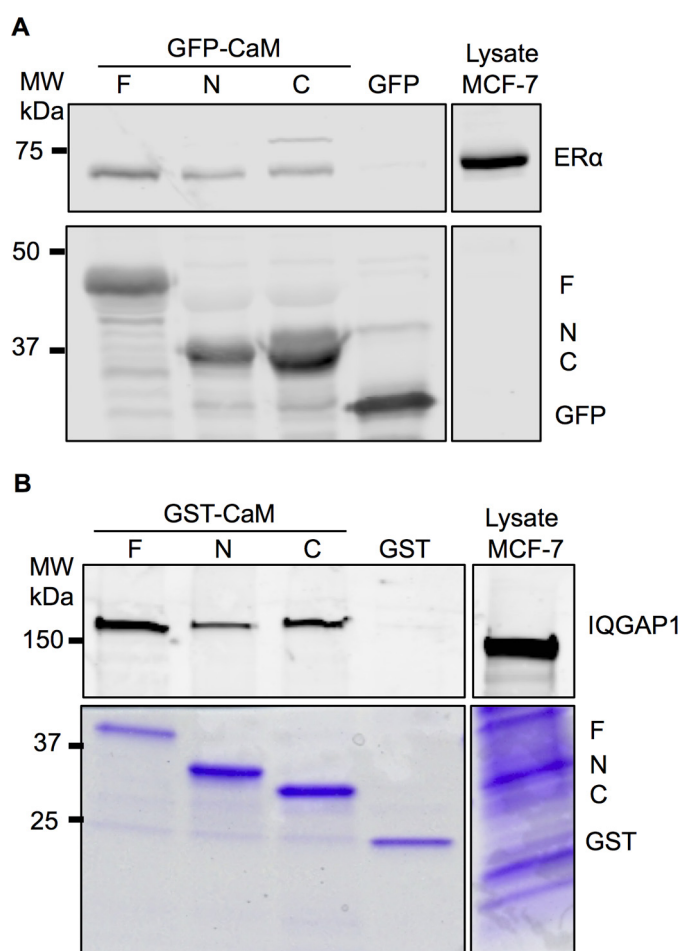 A
GFP-CaM
Lysate
MW F N C GFP MCF-7
kDa
75
ERα
50
F
N
37
C
GFP
B
GST-CaM
Lysate
F N C GST MCF-7
MW
kDa
IQGAP1
150
F
37
N
C
25
GST